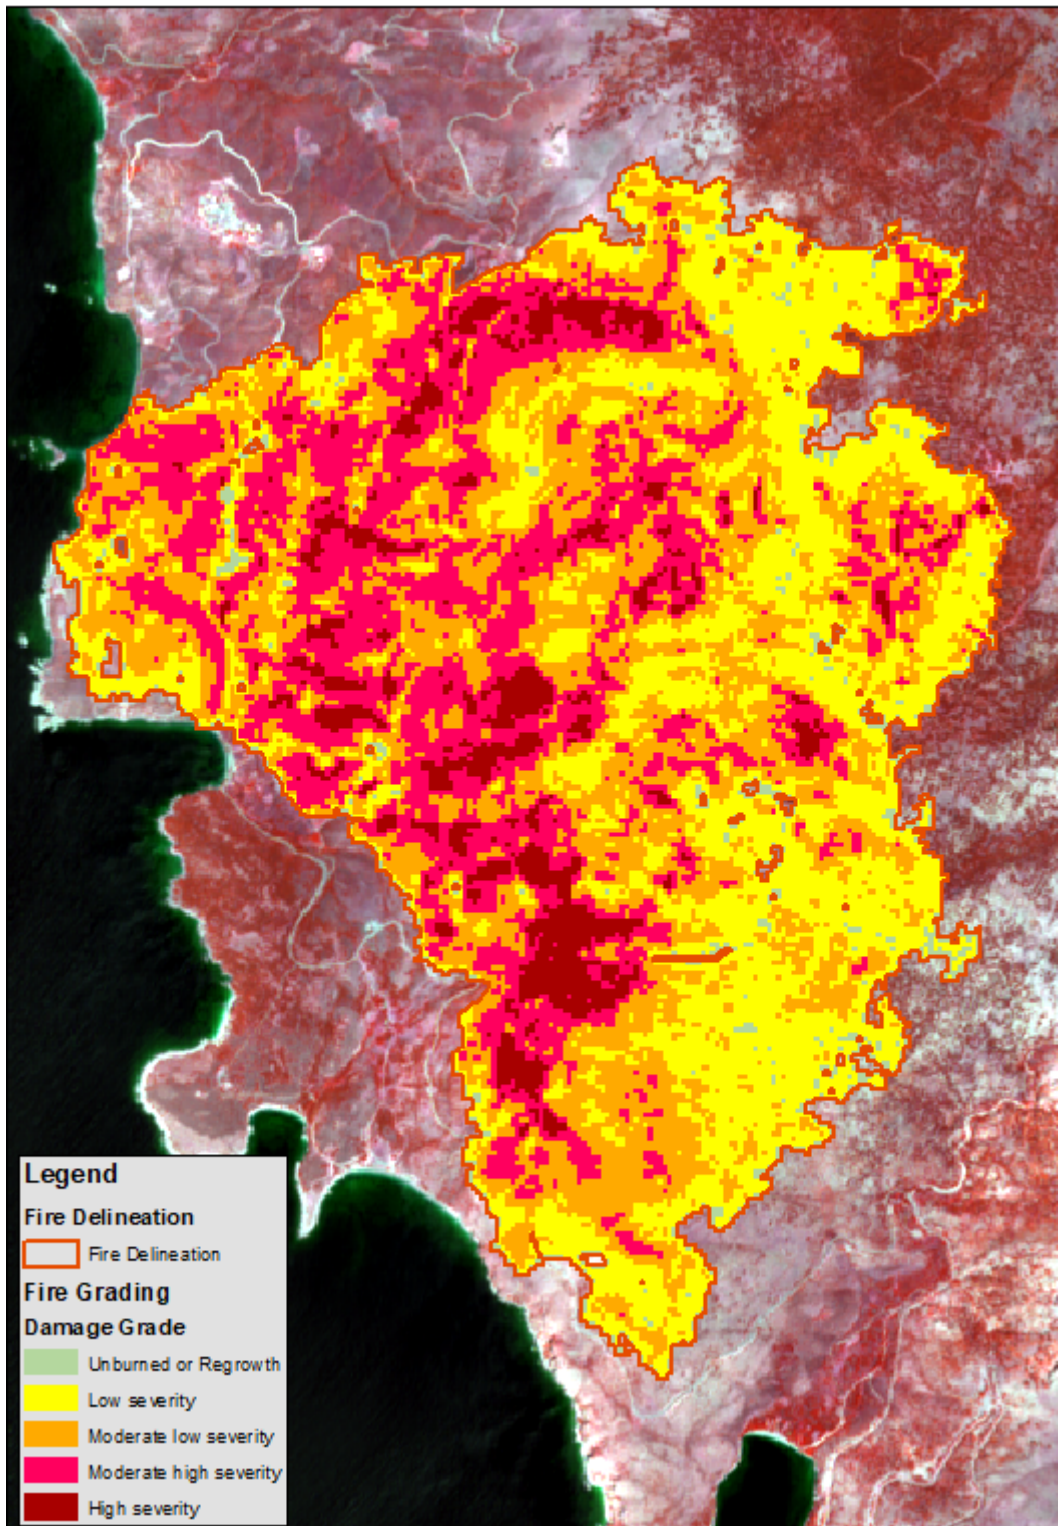 Legend
Fire Delineation
Fire Delineation
Fire Grading
Damage Grade
Unburned or Regrowth
Low severity
Moderate low severity
Moderate high severity
High severity